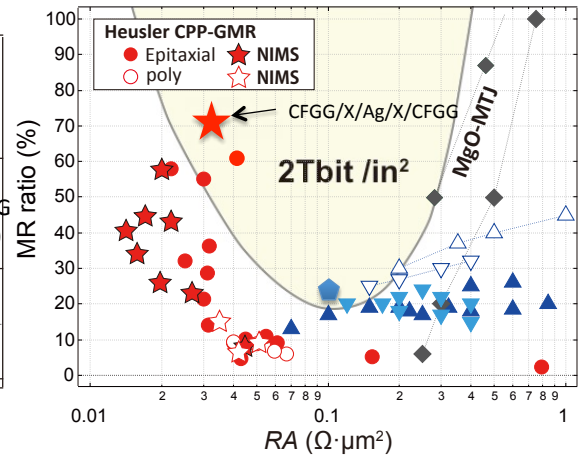 Heusler CPP-GMR
Epitaxial NIMS
poly NIMS
CFGG/X/Ag/X/CFGG
2Tbit /in²
MgO-MTJ
MR ratio (%)
100
90
80
70
60
50
40
30
20
10
0
0.01 2 3 4 5 6 7 8 9 0.1 2 3 4 5 6 7 8 9 1
RA (Ω·µm²)